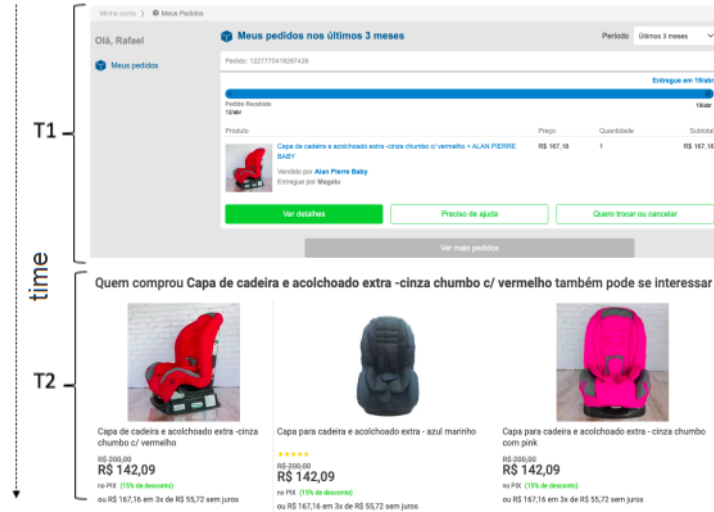 Minha conta > Meus Pedidos
Olá, Rafael
Meus pedidos
Meus pedidos nos últimos 3 meses
Período Últimos 3 meses
Pedido: 1227770419287428
Entregue em 19/abr
Pedido Recebido
12/abr
19/abr
Produto Preço Quantidade Subtotal
Capa de cadeira e acolchoado extra -cinza chumbo c/ vermelho + ALAN PIERRE
BABY
R$ 167,16 1 R$ 167,16
Vendido por Alan Pierre Baby
Entregue por Magalu
Ver detalhes Preciso de ajuda Quero trocar ou cancelar
Ver mais pedidos
T1
time
T2
Quem comprou Capa de cadeira e acolchoado extra -cinza chumbo c/ vermelho também pode se interessar
Capa de cadeira e acolchoado extra -cinza
chumbo c/ vermelho
R$ 200,00
R$ 142,09
no PIX (15% de desconto)
ou R$ 167,16 em 3x de R$ 55,72 sem juros
Capa para cadeira e acolchoado extra - azul marinho
R$ 200,00
R$ 142,09
no PIX (15% de desconto)
ou R$ 167,16 em 3x de R$ 55,72 sem juros
Capa para cadeira e acolchoado extra - cinza chumbo
com pink
R$ 200,00
R$ 142,09
no PIX (15% de desconto)
ou R$ 167,16 em 3x de R$ 55,72 sem juros